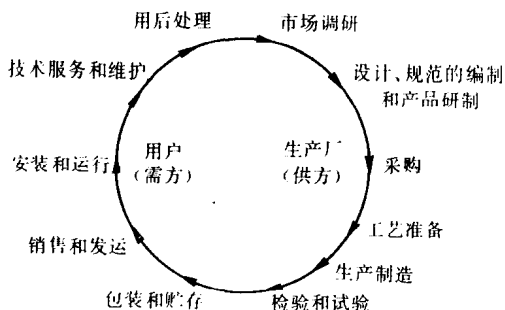 用后处理
市场调研
技术服务和维护
设计、规范的编制
和产品研制
安装和运行
用户
(需方)
生产厂
(供方)
采购
工艺准备
销售和发运
生产制造
包装和贮存
检验和试验